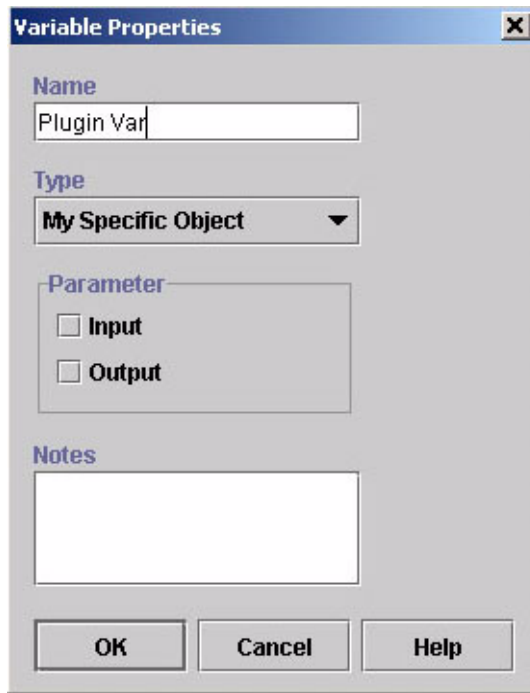 Variable Properties
Name
Plugin Var
Type
My Specific Object
Parameter
Input
Output
Notes
OK Cancel Help